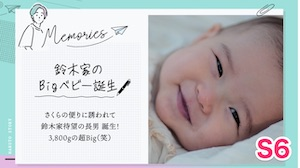 Memories
鈴木家の
Bigベビー誕生
さくらの便りに誘われて
鈴木家待望の長男 誕生!
3,800gの超Big(笑)
S6